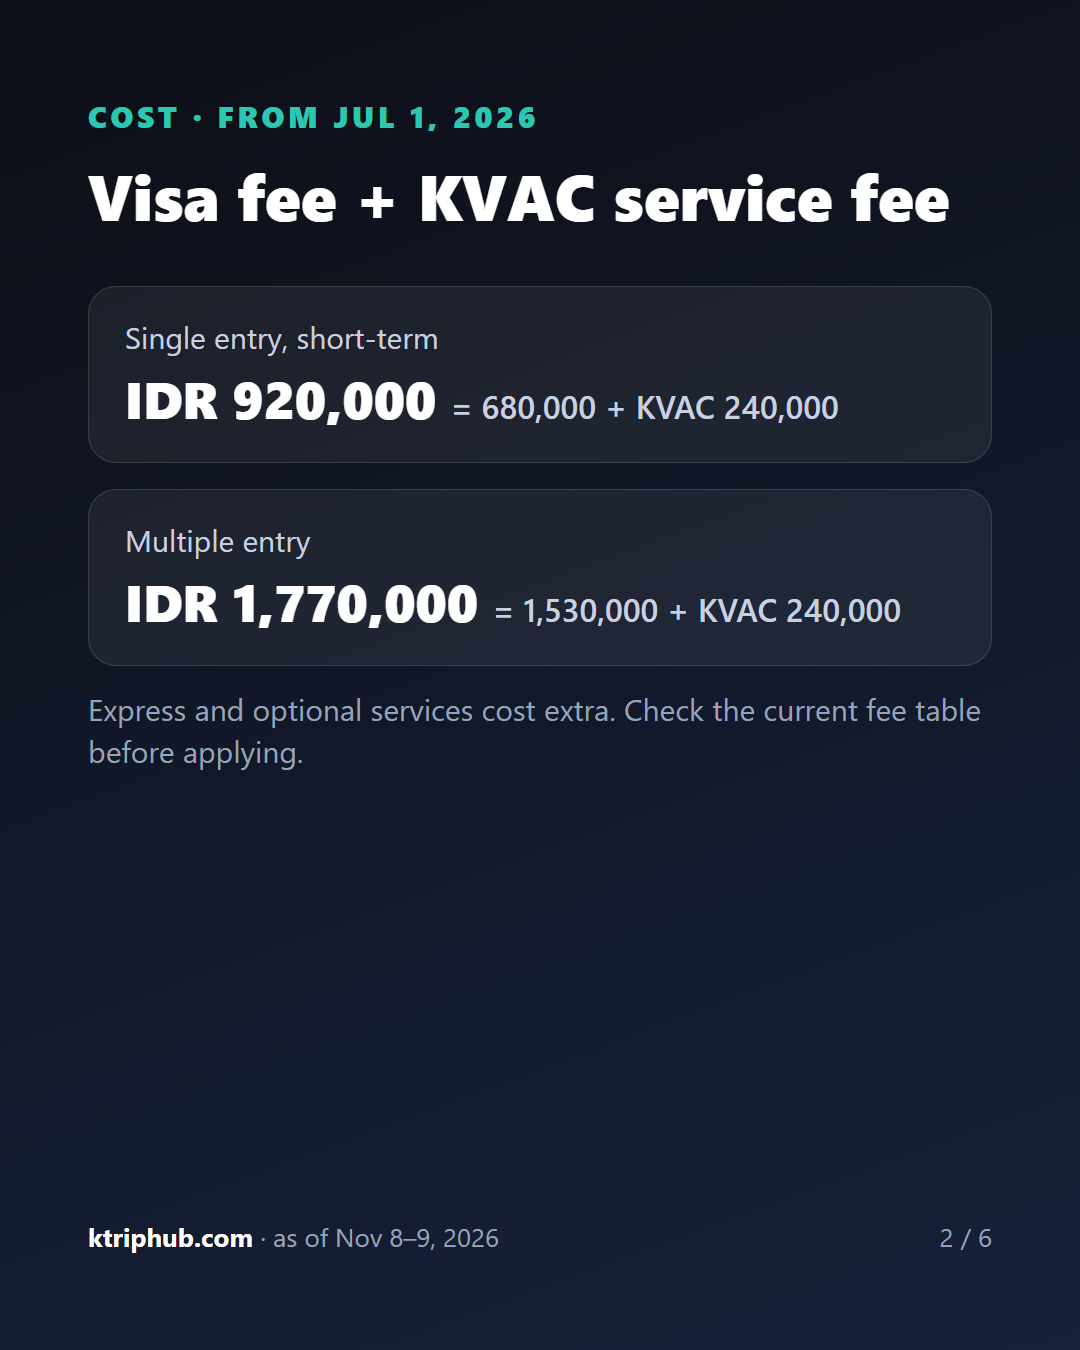 COST · FROM JUL 1, 2026
Visa fee + KVAC service fee
Single entry, short-term
IDR 920,000 = 680,000 + KVAC 240,000
Multiple entry
IDR 1,770,000 = 1,530,000 + KVAC 240,000
Express and optional services cost extra. Check the current fee table
before applying.
ktriphub.com · as of Nov 8–9, 2026
2 / 6